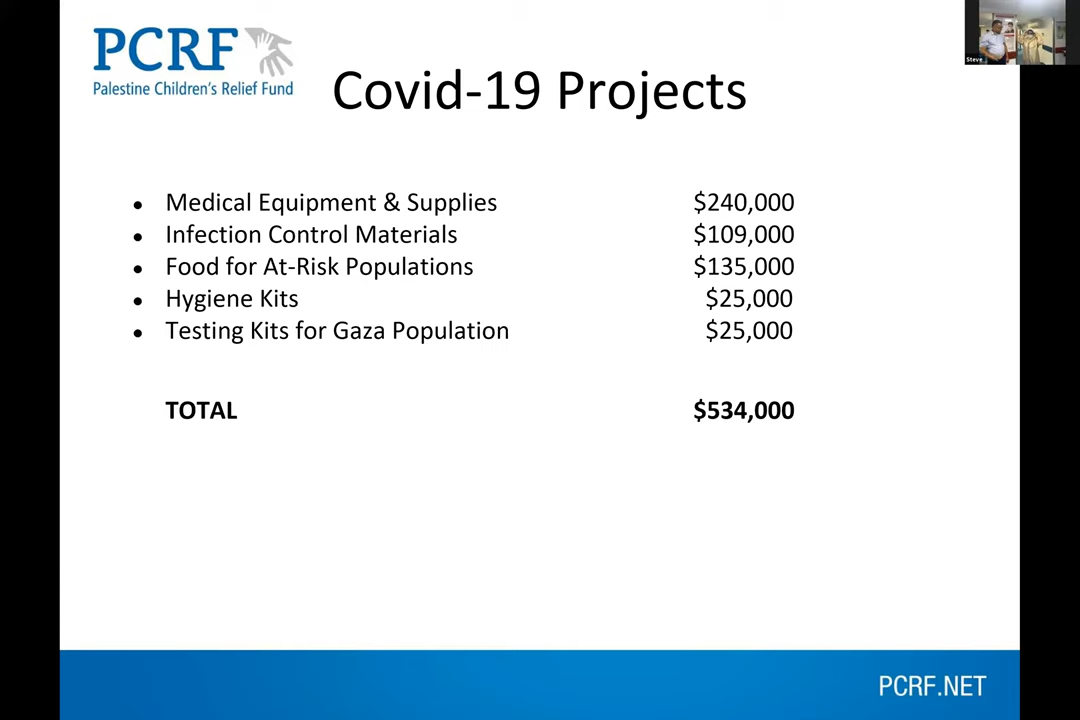 PCRF
Palestine Children's Relief Fund
Steve
Covid-19 Projects
• Medical Equipment & Supplies $240,000
• Infection Control Materials $109,000
• Food for At-Risk Populations $135,000
• Hygiene Kits $25,000
• Testing Kits for Gaza Population $25,000
TOTAL $534,000
PCRF.NET